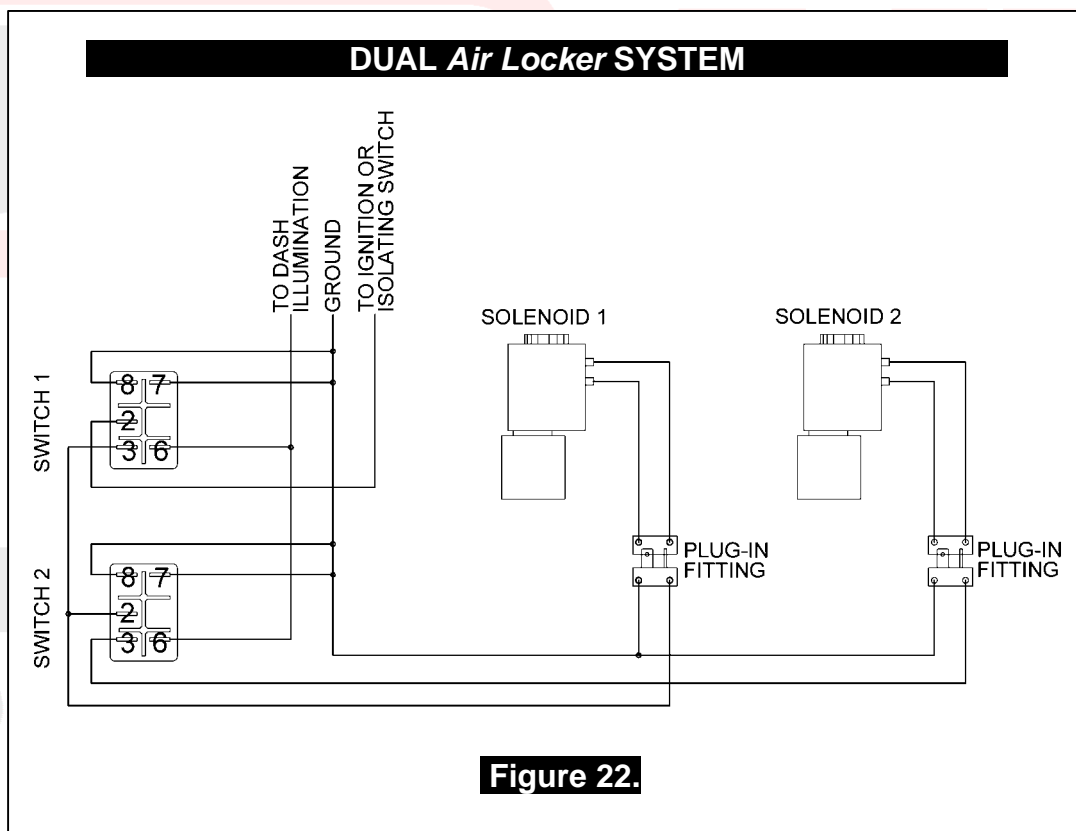 DUAL Air Locker SYSTEM
TO DASH
ILLUMINATION
GROUND
TO IGNITION OR
ISOLATING SWITCH
SOLENOID 1
SOLENOID 2
SWITCH 1
8 7
2
3 6
SWITCH 2
8 7
2
3 6
PLUG-IN
FITTING
PLUG-IN
FITTING
Figure 22.